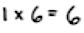 1 × 6 = 6